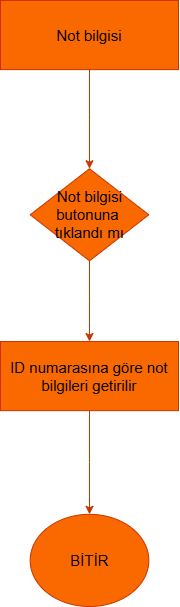 Not bilgisi
Not bilgisi
butonuna
tıklandı mı
ID numarasına göre not
bilgileri getirilir
BİTİR